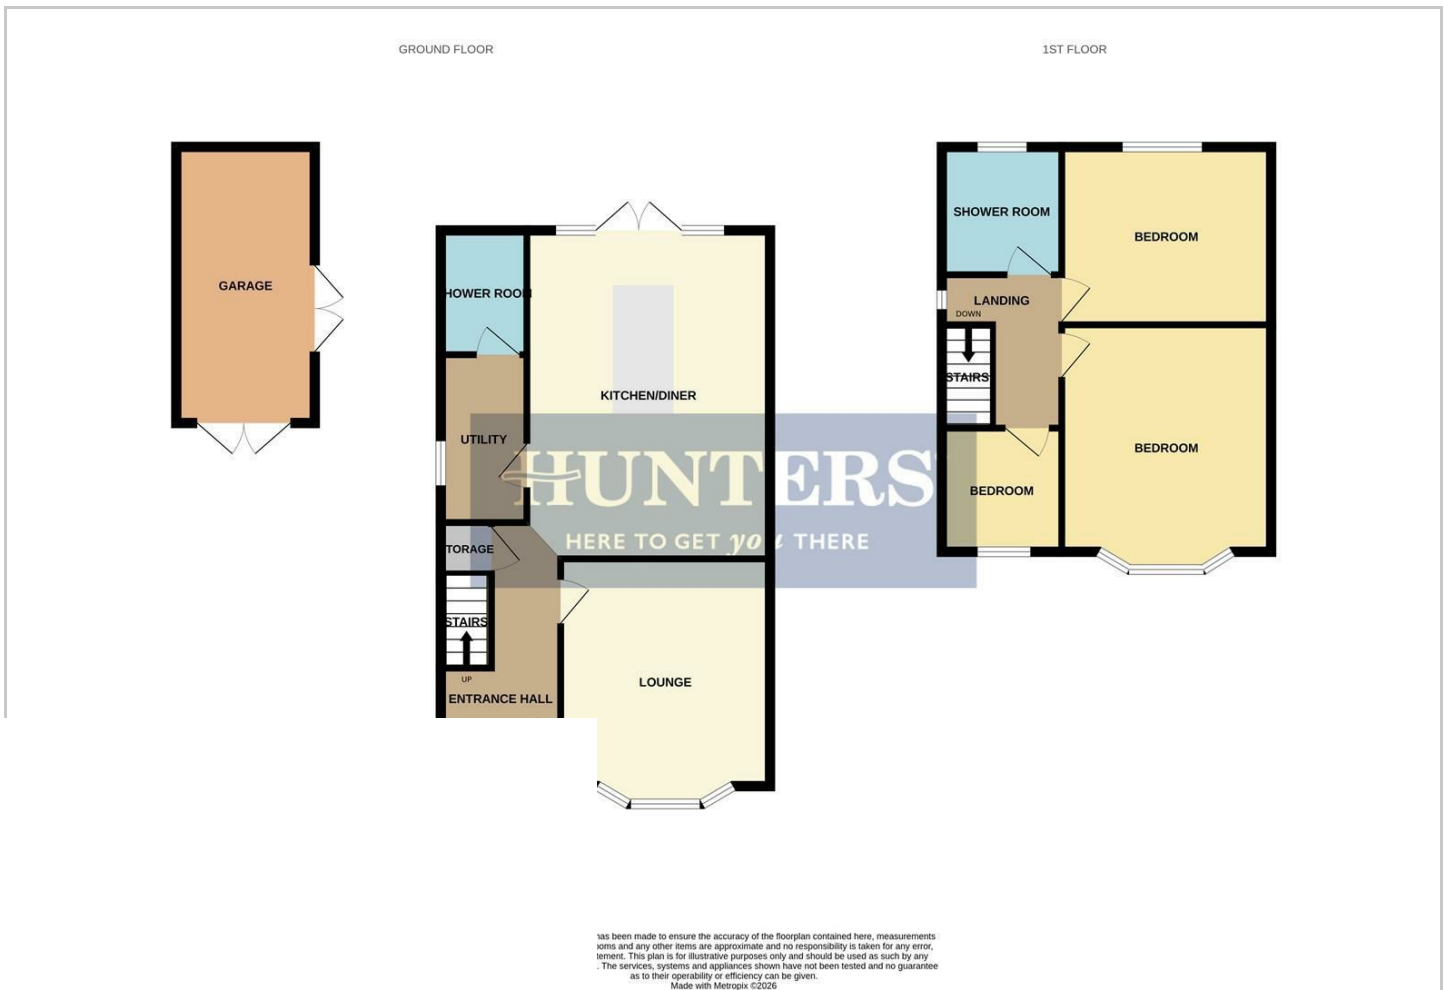 GROUND FLOOR
1ST FLOOR
GARAGE
SHOWER ROOM
BEDROOM
HOWER ROOM
LANDING
DOWN
STAIRS
KITCHEN/DINER
UTILITY
BEDROOM
BEDROOM
HUNTERS
HERE TO GET you THERE
TORAGE
STAIRS
UP
LOUNGE
ENTRANCE HALL
has been made to ensure the accuracy of the floorplan contained here, measurements
ooms and any other items are approximate and no responsibility is taken for any error,
tement. This plan is for illustrative purposes only and should be used as such by any
. The services, systems and appliances shown have not been tested and no guarantee
as to their operability or efficiency can be given.
Made with Metropix ©2026